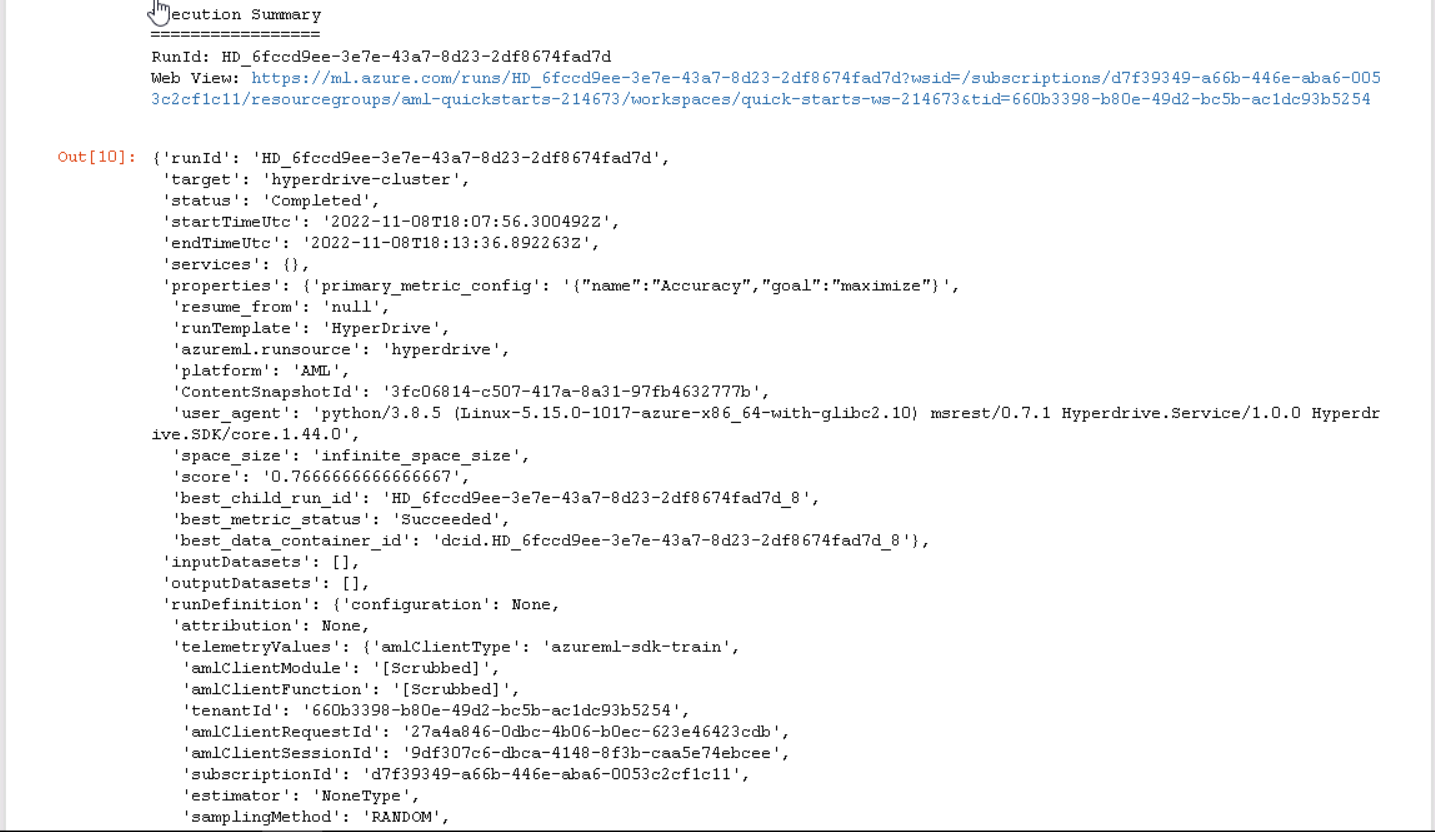 ecution Summary
=================
RunId: HD_6fccd9ee-3e7e-43a7-8d23-2df8674fad7d
Web View: https://ml.azure.com/runs/HD_6fccd9ee-3e7e-43a7-8d23-2df8674fad7d?wsid=/subscriptions/d7f39349-a66b-446e-aba6-005
3c2cf1c11/resourcegroups/aml-quickstarts-214673/workspaces/quick-starts-ws-214673&tid=660b3398-b80e-49d2-bc5b-ac1dc93b5254
Out[10]: {'runId': 'HD_6fccd9ee-3e7e-43a7-8d23-2df8674fad7d',
'target': 'hyperdrive-cluster',
'status': 'Completed',
'startTimeUtc': '2022-11-08T18:07:56.300492Z',
'endTimeUtc': '2022-11-08T18:13:36.892263Z',
'services': {},
'properties': {'primary_metric_config': '{"name":"Accuracy","goal":"maximize"}',
'resume_from': 'null',
'runTemplate': 'HyperDrive',
'azureml.runsource': 'hyperdrive',
'platform': 'AML',
'ContentSnapshotId': '3fc06814-c507-417a-8a31-97fb4632777b',
'user_agent': 'python/3.8.5 (Linux-5.15.0-1017-azure-x86_64-with-glibc2.10) msrest/0.7.1 Hyperdrive.Service/1.0.0 Hyperdr
ive.SDK/core.1.44.0',
'space_size': 'infinite_space_size',
'score': '0.7666666666666667',
'best_child_run_id': 'HD_6fccd9ee-3e7e-43a7-8d23-2df8674fad7d_8',
'best_metric_status': 'Succeeded',
'best_data_container_id': 'dcid.HD_6fccd9ee-3e7e-43a7-8d23-2df8674fad7d_8'},
'inputDatasets': [],
'outputDatasets': [],
'runDefinition': {'configuration': None,
'attribution': None,
'telemetryValues': {'amlClientType': 'azureml-sdk-train',
'amlClientModule': '[Scrubbed]',
'amlClientFunction': '[Scrubbed]',
'tenantId': '660b3398-b80e-49d2-bc5b-ac1dc93b5254',
'amlClientRequestId': '27a4a846-0dbc-4b06-b0ec-623e46423cdb',
'amlClientSessionId': '9df307c6-dbca-4148-8f3b-caa5e74ebcee',
'subscriptionId': 'd7f39349-a66b-446e-aba6-0053c2cf1c11',
'estimator': 'NoneType',
'samplingMethod': 'RANDOM',